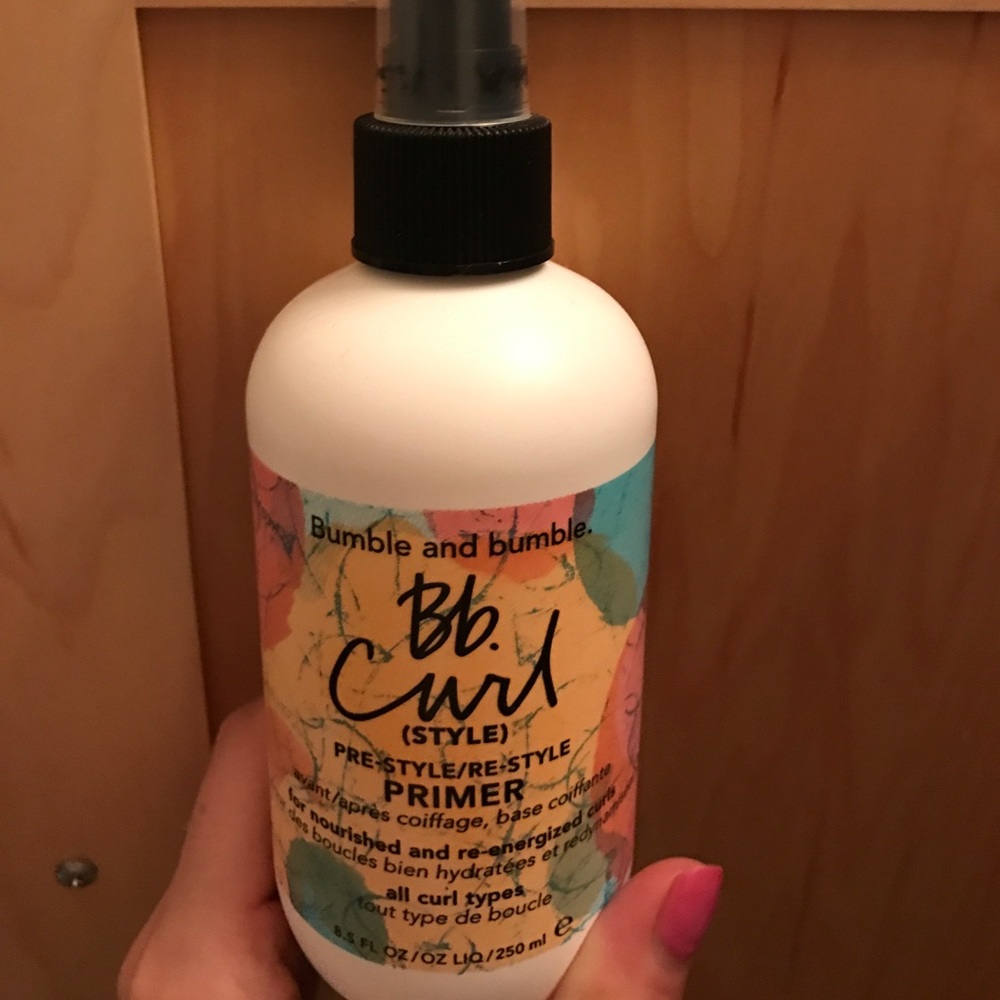 Bumble and bumble.
Bb.
Curl
(STYLE)
PRE-STYLE/RE-STYLE
PRIMER
avant/après coiffage, base coiffante
for nourished and re-energized curls
des boucles bien hydratées et
all curl types
tout type de boucle
8.5 FL OZ/OZ LIQ/250 ml e